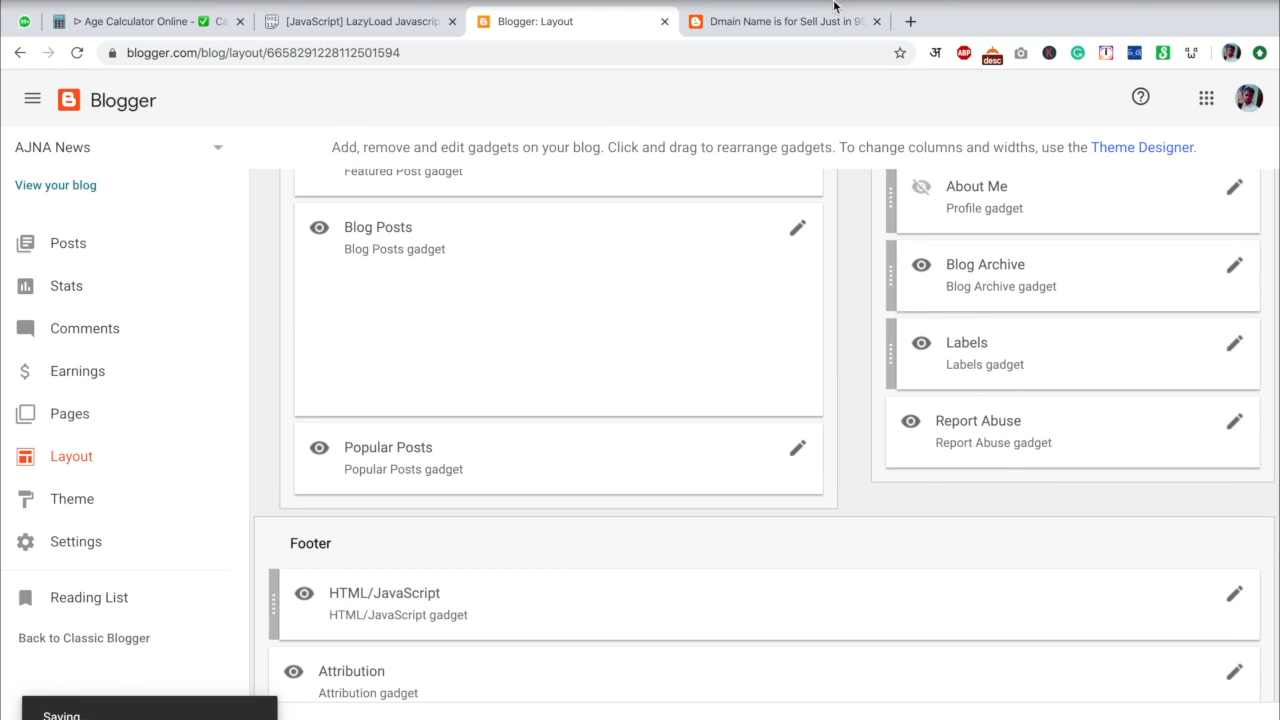 ▷ Age Calculator Online - ✅ Ca
[JavaScript] LazyLoad Javascrip
Blogger: Layout
Dmain Name is for Sell Just in 99
blogger.com/blog/layout/6658291228112501594
अ
ABP
desc
Blogger
AJNA News
Add, remove and edit gadgets on your blog. Click and drag to rearrange gadgets. To change columns and widths, use the Theme Designer.
View your blog
Posts
Stats
Comments
Earnings
Pages
Layout
Theme
Settings
Reading List
Back to Classic Blogger
Featured Post gadget
Blog Posts
Blog Posts gadget
Popular Posts
Popular Posts gadget
About Me
Profile gadget
Blog Archive
Blog Archive gadget
Labels
Labels gadget
Report Abuse
Report Abuse gadget
Footer
HTML/JavaScript
HTML/JavaScript gadget
Attribution
Attribution gadget
Saving